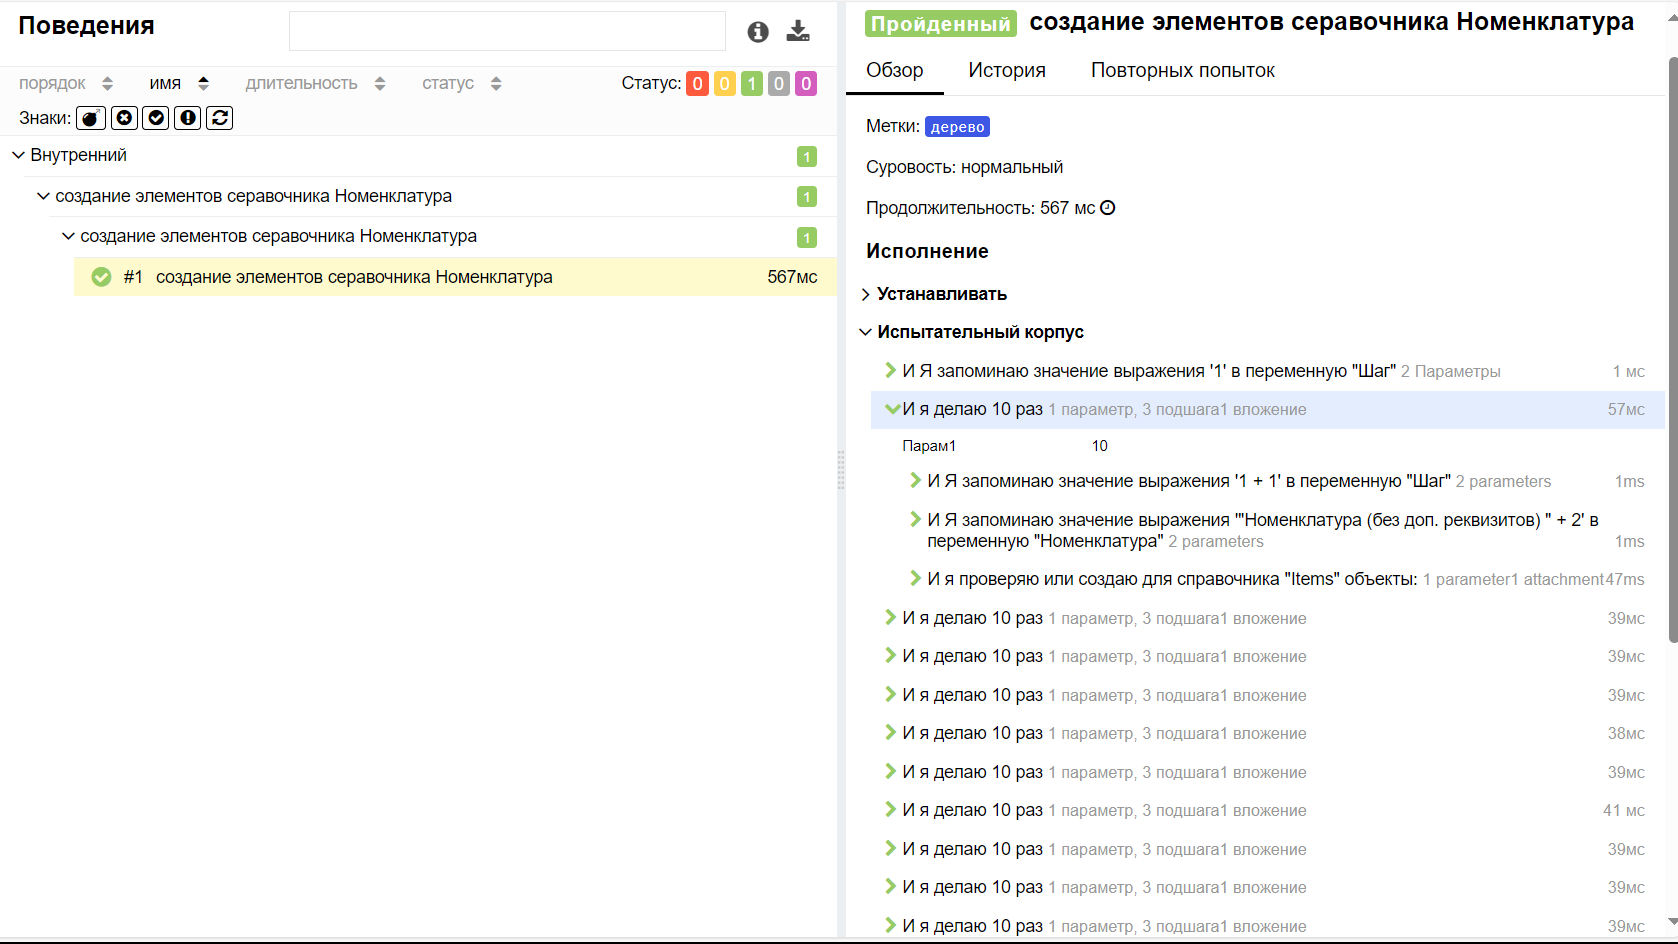 Поведения
порядок имя длительность статус Статус: 0 0 1 0 0
Знаки:
Внутренний 1
создание элементов серавочника Номенклатура 1
создание элементов серавочника Номенклатура 1
#1 создание элементов серавочника Номенклатура 567мс
Пройденный создание элементов серавочника Номенклатура
Обзор История Повторных попыток
Метки: дерево
Суровость: нормальный
Продолжительность: 567 мс
Исполнение
Устанавливать
Испытательный корпус
И Я запоминаю значение выражения '1' в переменную "Шаг" 2 Параметры 1 мс
И я делаю 10 раз 1 параметр, 3 подшага1 вложение 57мс
Парам1 10
И Я запоминаю значение выражения '1 + 1' в переменную "Шаг" 2 parameters 1ms
И Я запоминаю значение выражения '"Номенклатура (без доп. реквизитов) " + 2' в
переменную "Номенклатура" 2 parameters 1ms
И я проверяю или создаю для справочника "Items" объекты: 1 parameter1 attachment47ms
И я делаю 10 раз 1 параметр, 3 подшага1 вложение 39мс
И я делаю 10 раз 1 параметр, 3 подшага1 вложение 39мс
И я делаю 10 раз 1 параметр, 3 подшага1 вложение 39мс
И я делаю 10 раз 1 параметр, 3 подшага1 вложение 38мс
И я делаю 10 раз 1 параметр, 3 подшага1 вложение 39мс
И я делаю 10 раз 1 параметр, 3 подшага1 вложение 41 мс
И я делаю 10 раз 1 параметр, 3 подшага1 вложение 39мс
И я делаю 10 раз 1 параметр, 3 подшага1 вложение 39мс
И я делаю 10 раз 1 параметр, 3 подшага1 вложение 39мс